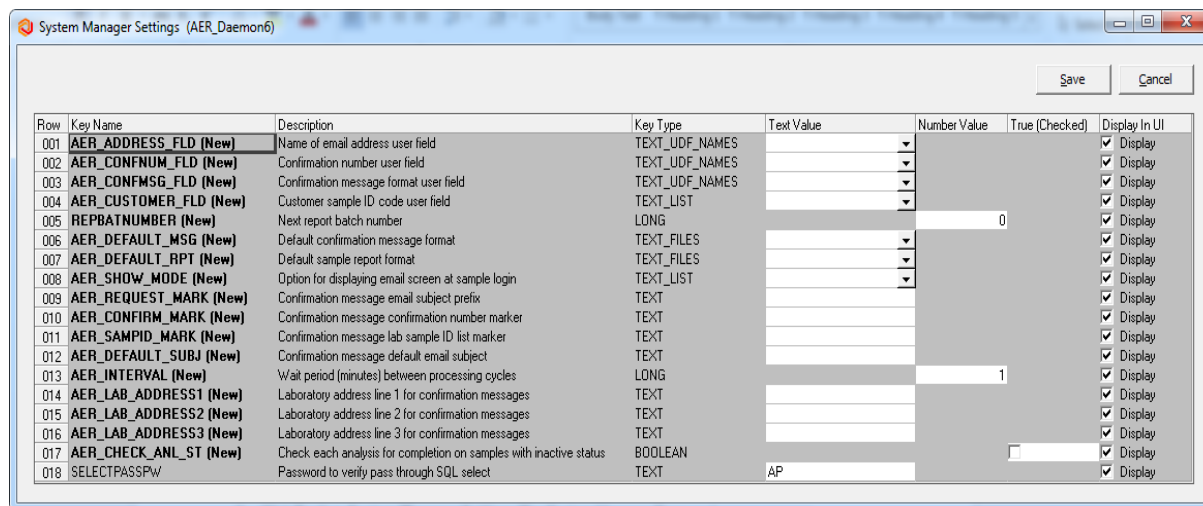 System Manager Settings (AER_Daemon6)
Save Cancel
Row Key Name Description Key Type Text Value Number Value True (Checked) Display In UI
001 AER_ADDRESS_FLD (New) Name of email address user field TEXT_UDF_NAMES Display
002 AER_CONFNUM_FLD (New) Confirmation number user field TEXT_UDF_NAMES Display
003 AER_CONFMSG_FLD (New) Confirmation message format user field TEXT_UDF_NAMES Display
004 AER_CUSTOMER_FLD (New) Customer sample ID code user field TEXT_LIST Display
005 REPBATNUMBER (New) Next report batch number LONG 0 Display
006 AER_DEFAULT_MSG (New) Default confirmation message format TEXT_FILES Display
007 AER_DEFAULT_RPT (New) Default sample report format TEXT_FILES Display
008 AER_SHOW_MODE (New) Option for displaying email screen at sample login TEXT_LIST Display
009 AER_REQUEST_MARK (New) Confirmation message email subject prefix TEXT Display
010 AER_CONFIRM_MARK (New) Confirmation message confirmation number marker TEXT Display
011 AER_SAMPID_MARK (New) Confirmation message lab sample ID list marker TEXT Display
012 AER_DEFAULT_SUBJ (New) Confirmation message default email subject TEXT Display
013 AER_INTERVAL (New) Wait period (minutes) between processing cycles LONG 1 Display
014 AER_LAB_ADDRESS1 (New) Laboratory address line 1 for confirmation messages TEXT Display
015 AER_LAB_ADDRESS2 (New) Laboratory address line 2 for confirmation messages TEXT Display
016 AER_LAB_ADDRESS3 (New) Laboratory address line 3 for confirmation messages TEXT Display
017 AER_CHECK_ANL_ST (New) Check each analysis for completion on samples with inactive status BOOLEAN Display
018 SELECTPASSPW Password to verify pass through SQL select TEXT AP Display